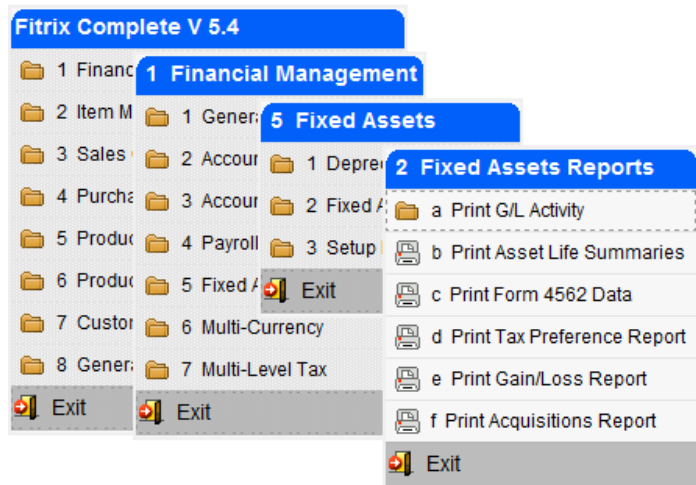 Fitrix Complete V 5.4
1 Financ
2 Item M
3 Sales
4 Purcha
5 Produc
6 Produc
7 Custor
8 Genera
Exit
1 Financial Management
1 Genera
2 Accour
3 Accour
4 Payroll
5 Fixed A
6 Multi-Currency
7 Multi-Level Tax
Exit
5 Fixed Assets
1 Depre
2 Fixed A
3 Setup
Exit
2 Fixed Assets Reports
a Print G/L Activity
b Print Asset Life Summaries
c Print Form 4562 Data
d Print Tax Preference Report
e Print Gain/Loss Report
f Print Acquisitions Report
Exit